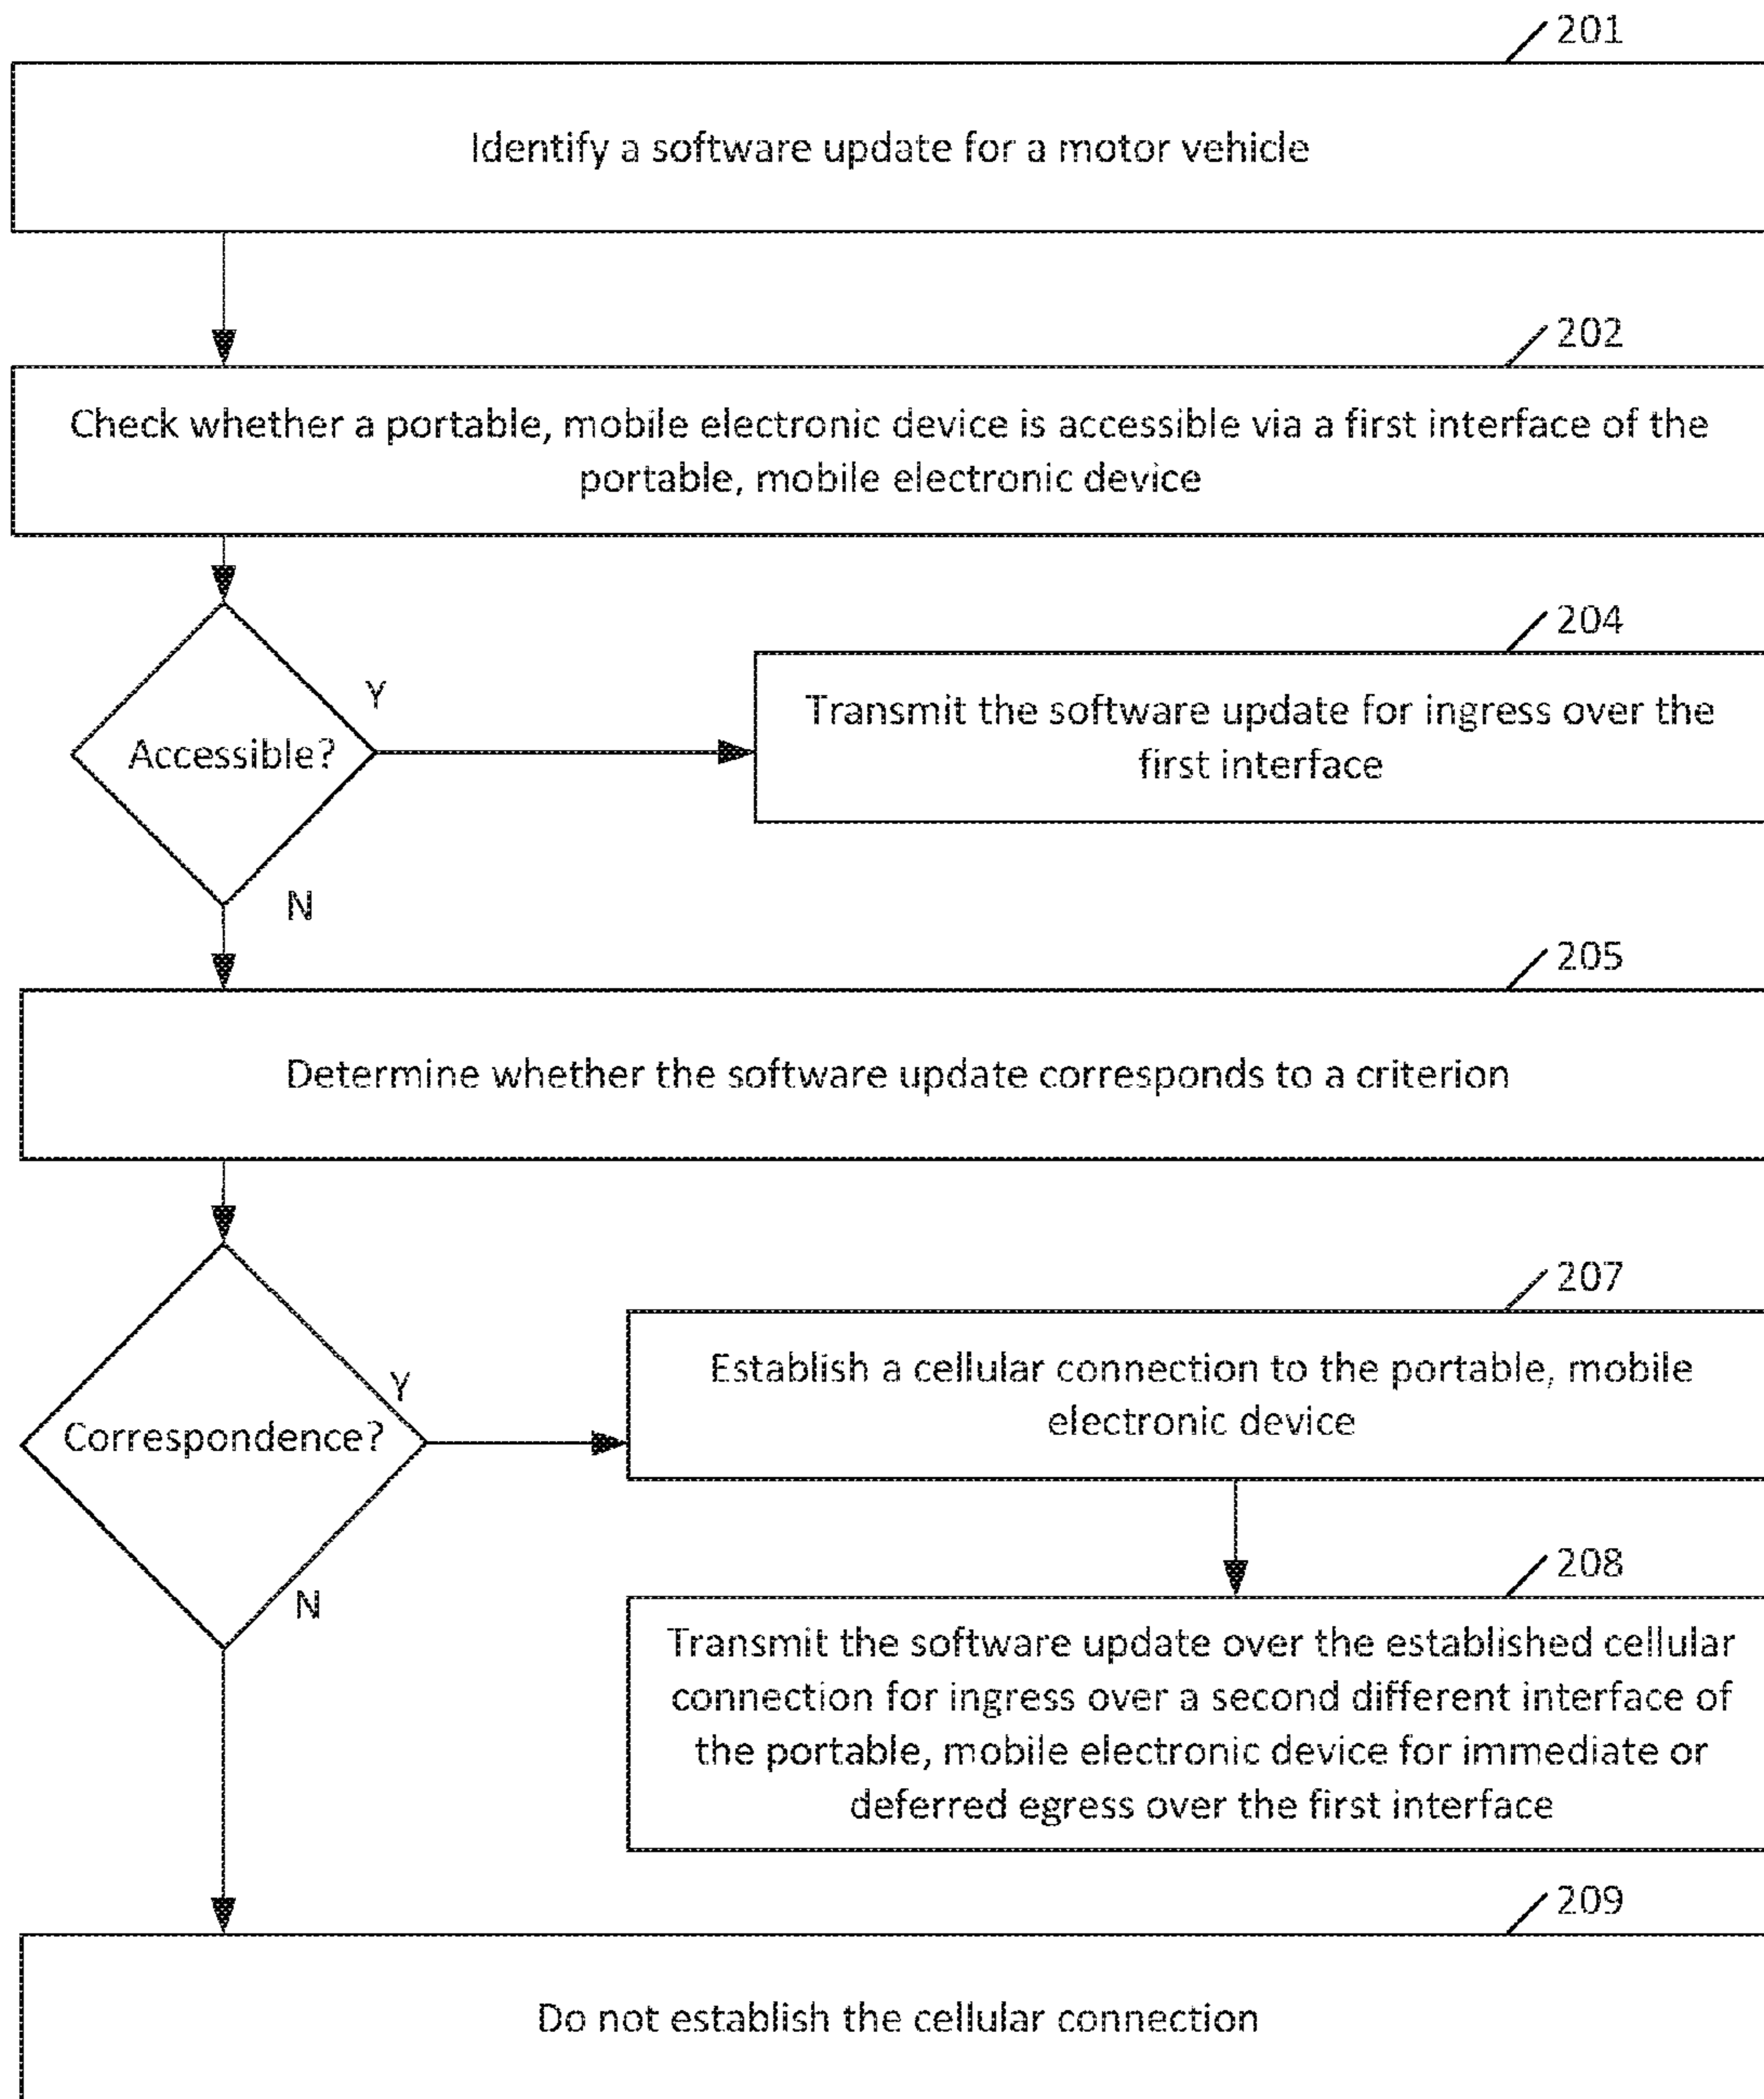 201
Identify a software update for a motor vehicle
202
Check whether a portable, mobile electronic device is accessible via a first interface of the
portable, mobile electronic device
204
Y
Transmit the software update for ingress over the
first interface
Accessible?
N
205
Determine whether the software update corresponds to a criterion
207
Y
Establish a cellular connection to the portable, mobile
electronic device
Correspondence?
208
N
Transmit the software update over the established cellular
connection for ingress over a second different interface of
the portable, mobile electronic device for immediate or
deferred egress over the first interface
209
Do not establish the cellular connection